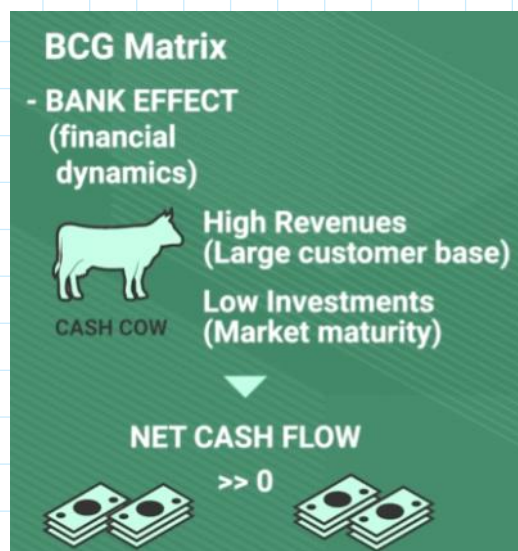 BCG Matrix
- BANK EFFECT
(financial
dynamics)
High Revenues
(Large customer base)
Low Investments
(Market maturity)
CASH COW
NET CASH FLOW
>> 0